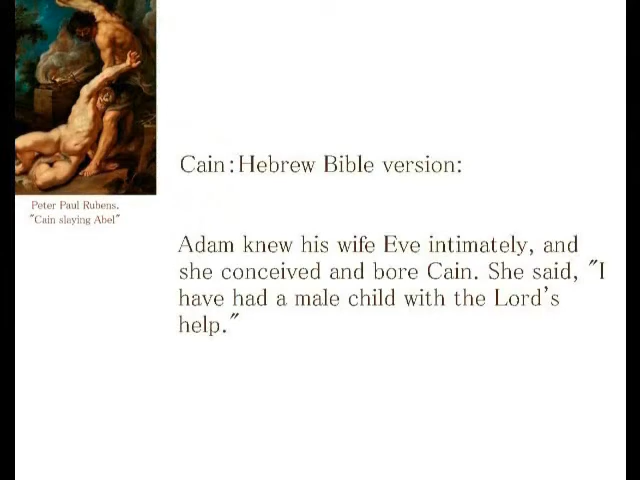 Peter Paul Rubens.
"Cain slaying Abel"
Cain: Hebrew Bible version:
Adam knew his wife Eve intimately, and
she conceived and bore Cain. She said, "I
have had a male child with the Lord's
help."